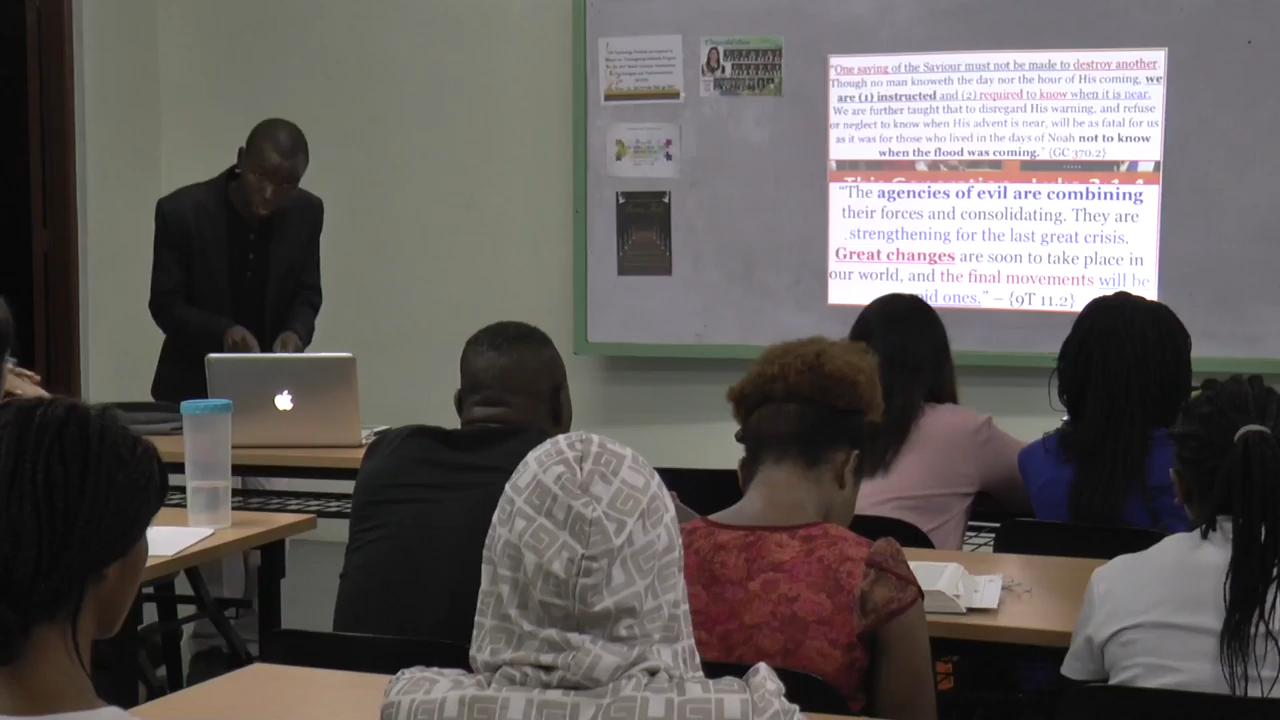 "One saying of the Saviour must not be made to destroy another.
Though no man knoweth the day nor the hour of His coming, we
are (1) instructed and (2) required to know when it is near.
We are further taught that to disregard His warning, and refuse
or neglect to know when His advent is near, will be as fatal for us
as it was for those who lived in the days of Noah not to know
when the flood was coming." {GC 370.2}
"The agencies of evil are combining
their forces and consolidating. They are
strengthening for the last great crisis.
Great changes are soon to take place in
our world, and the final movements will be
ones." – {9T 11.2}